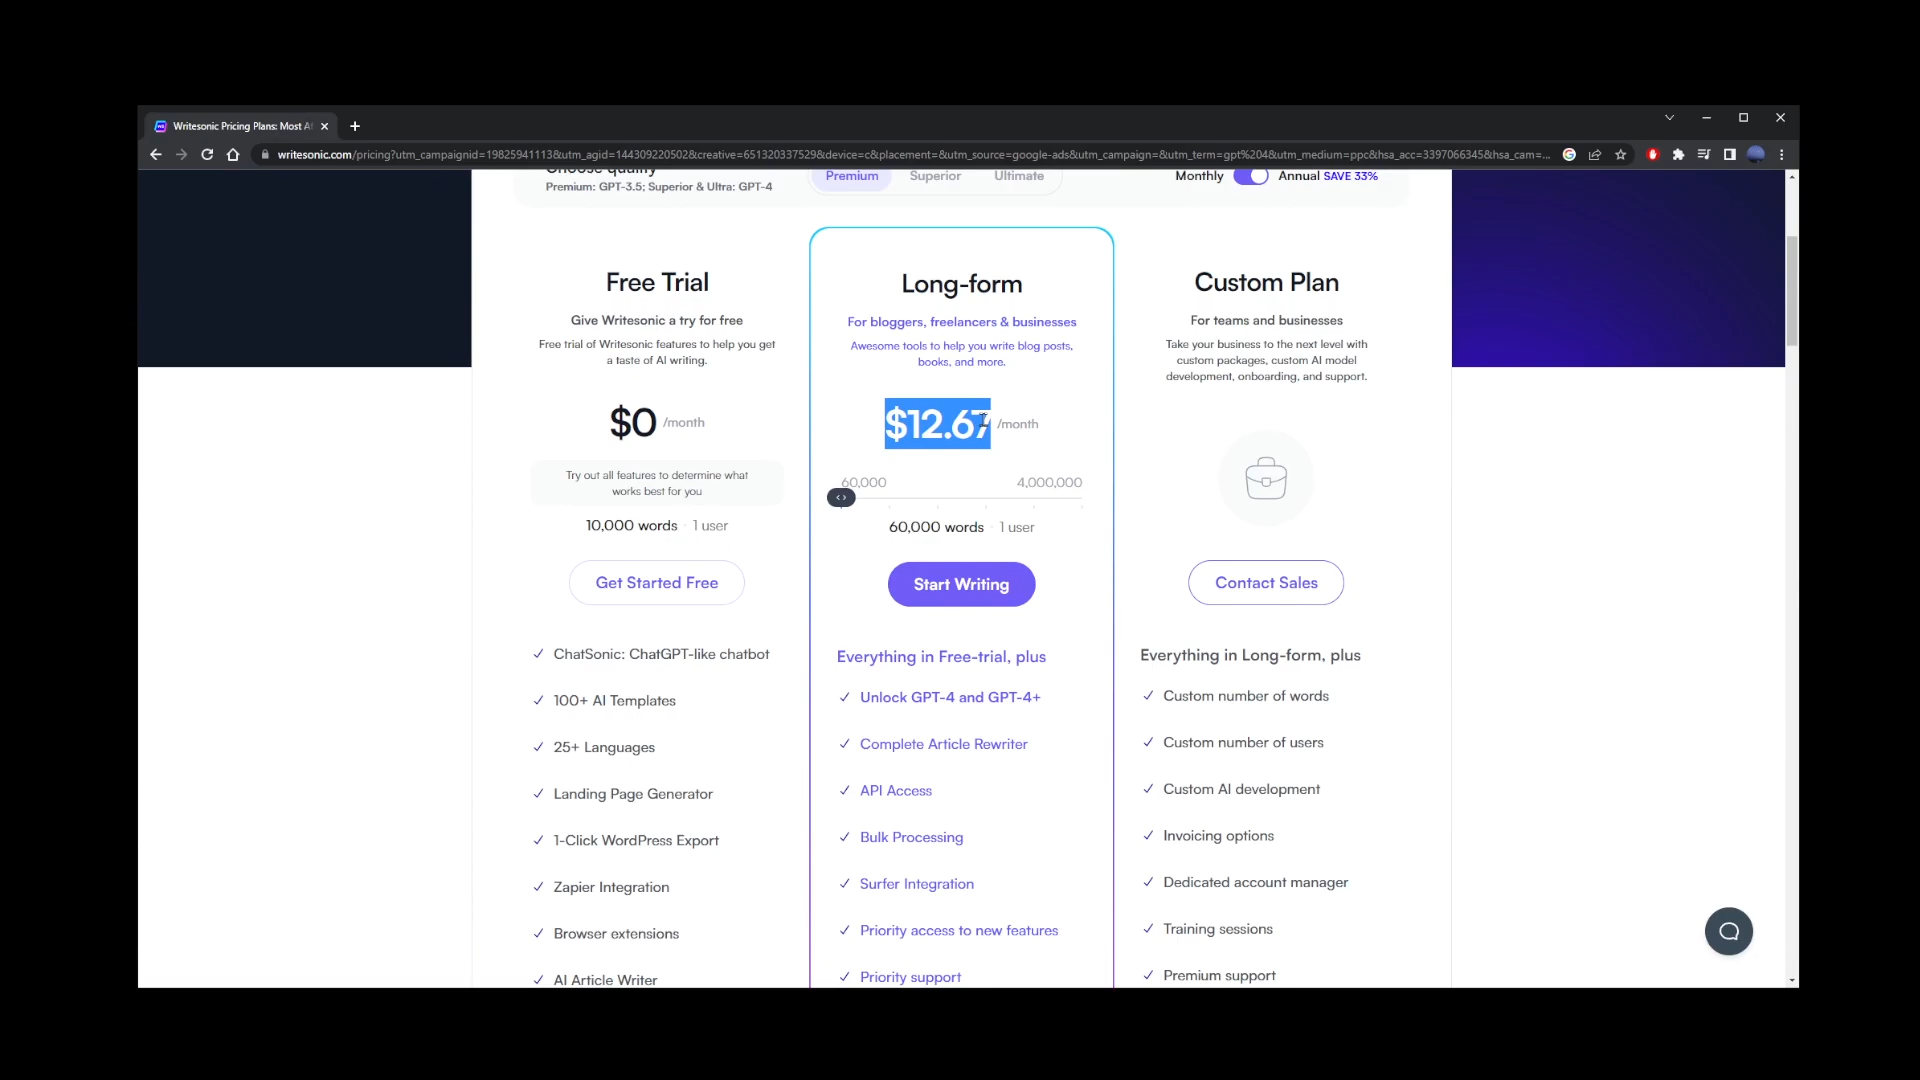 Writesonic Pricing Plans: Most Af
writesonic.com/pricing?utm_campaignid=19825941113&utm_agid=144309220502&creative=651320337529&device=c&placement=&utm_source=google-ads&utm_campaign=&utm_term=gpt%204&utm_medium=ppc&hsa_acc=3397066345&hsa_cam=...
Choose quality
Premium: GPT-3.5; Superior & Ultra: GPT-4
Premium Superior Ultimate
Monthly Annual SAVE 33%
Free Trial
Give Writesonic a try for free
Free trial of Writesonic features to help you get
a taste of AI writing.
$0 /month
Try out all features to determine what
works best for you
10,000 words · 1 user
Get Started Free
ChatSonic: ChatGPT-like chatbot
100+ AI Templates
25+ Languages
Landing Page Generator
1-Click WordPress Export
Zapier Integration
Browser extensions
AI Article Writer
Long-form
For bloggers, freelancers & businesses
Awesome tools to help you write blog posts,
books, and more.
$12.67 /month
60,000 4,000,000
60,000 words · 1 user
Start Writing
Everything in Free-trial, plus
Unlock GPT-4 and GPT-4+
Complete Article Rewriter
API Access
Bulk Processing
Surfer Integration
Priority access to new features
Priority support
Custom Plan
For teams and businesses
Take your business to the next level with
custom packages, custom AI model
development, onboarding, and support.
Contact Sales
Everything in Long-form, plus
Custom number of words
Custom number of users
Custom AI development
Invoicing options
Dedicated account manager
Training sessions
Premium support